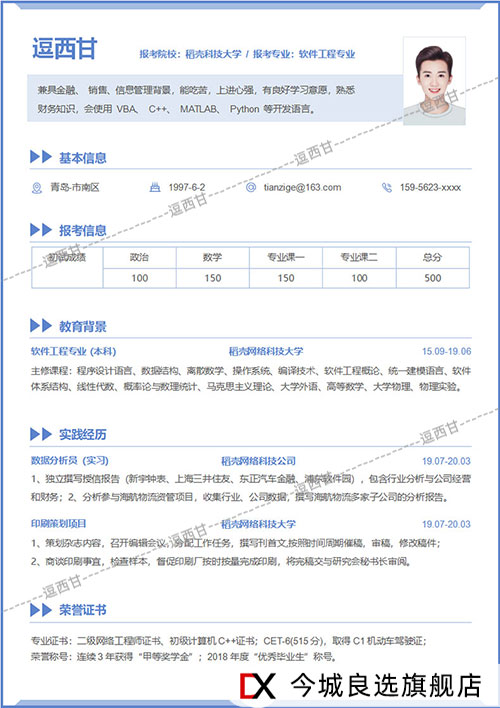 逗西甘
报考院校：稻壳科技大学 / 报考专业：软件工程专业
兼具金融、 销售、信息管理背景，能吃苦，上进心强，有良好学习意愿，熟悉
财务知识，会使用 VBA、 C++、 MATLAB、 Python 等开发语言。
基本信息
青岛-市南区 1997-6-2 tianzige@163.com 159-5623-xxxx
逗西甘
逗西甘
报考信息
初试成绩 政治 数学 专业课一 专业课二 总分
100 150 150 100 500
教育背景
软件工程专业 (本科) 稻壳网络科技大学 15.09-19.06
主修课程：程序设计语言、数据结构、离散数学、操作系统、编译技术、软件工程概论、统一建模语言、软件
体系结构、线性代数、概率论与数理统计、马克思主义理论、大学外语、高等数学、大学物理、物理实验。
实践经历
逗西甘
数据分析员 (实习) 稻壳网络科技公司 19.07-20.03
1、独立撰写授信报告（新宇钟表、上海三井住友、东正汽车金融、浦东软件园），包含行业分析与公司经营
和财务；2、分析参与海航物流资管项目，收集行业、公司数据，撰写海航物流多家子公司的分析报告。
逗西甘
印刷策划项目 稻壳网络科技大学 19.07-20.03
1、策划杂志内容，召开编辑会议，分配工作任务，撰写刊首文,按照时间周期催稿，审稿，修改稿件；
2、商谈印刷事宜，检查样本，督促印刷厂按时按量完成印刷，将完稿交与研究会秘书长审阅。
逗西甘
荣誉证书
专业证书：二级网络工程师证书、初级计算机 C++证书；CET-6(515 分)，取得 C1 机动车驾驶证；
荣誉称号：连续 3 年获得“甲等奖学金”；2018 年度“优秀毕业生”称号。
DX 今城良选旗舰店